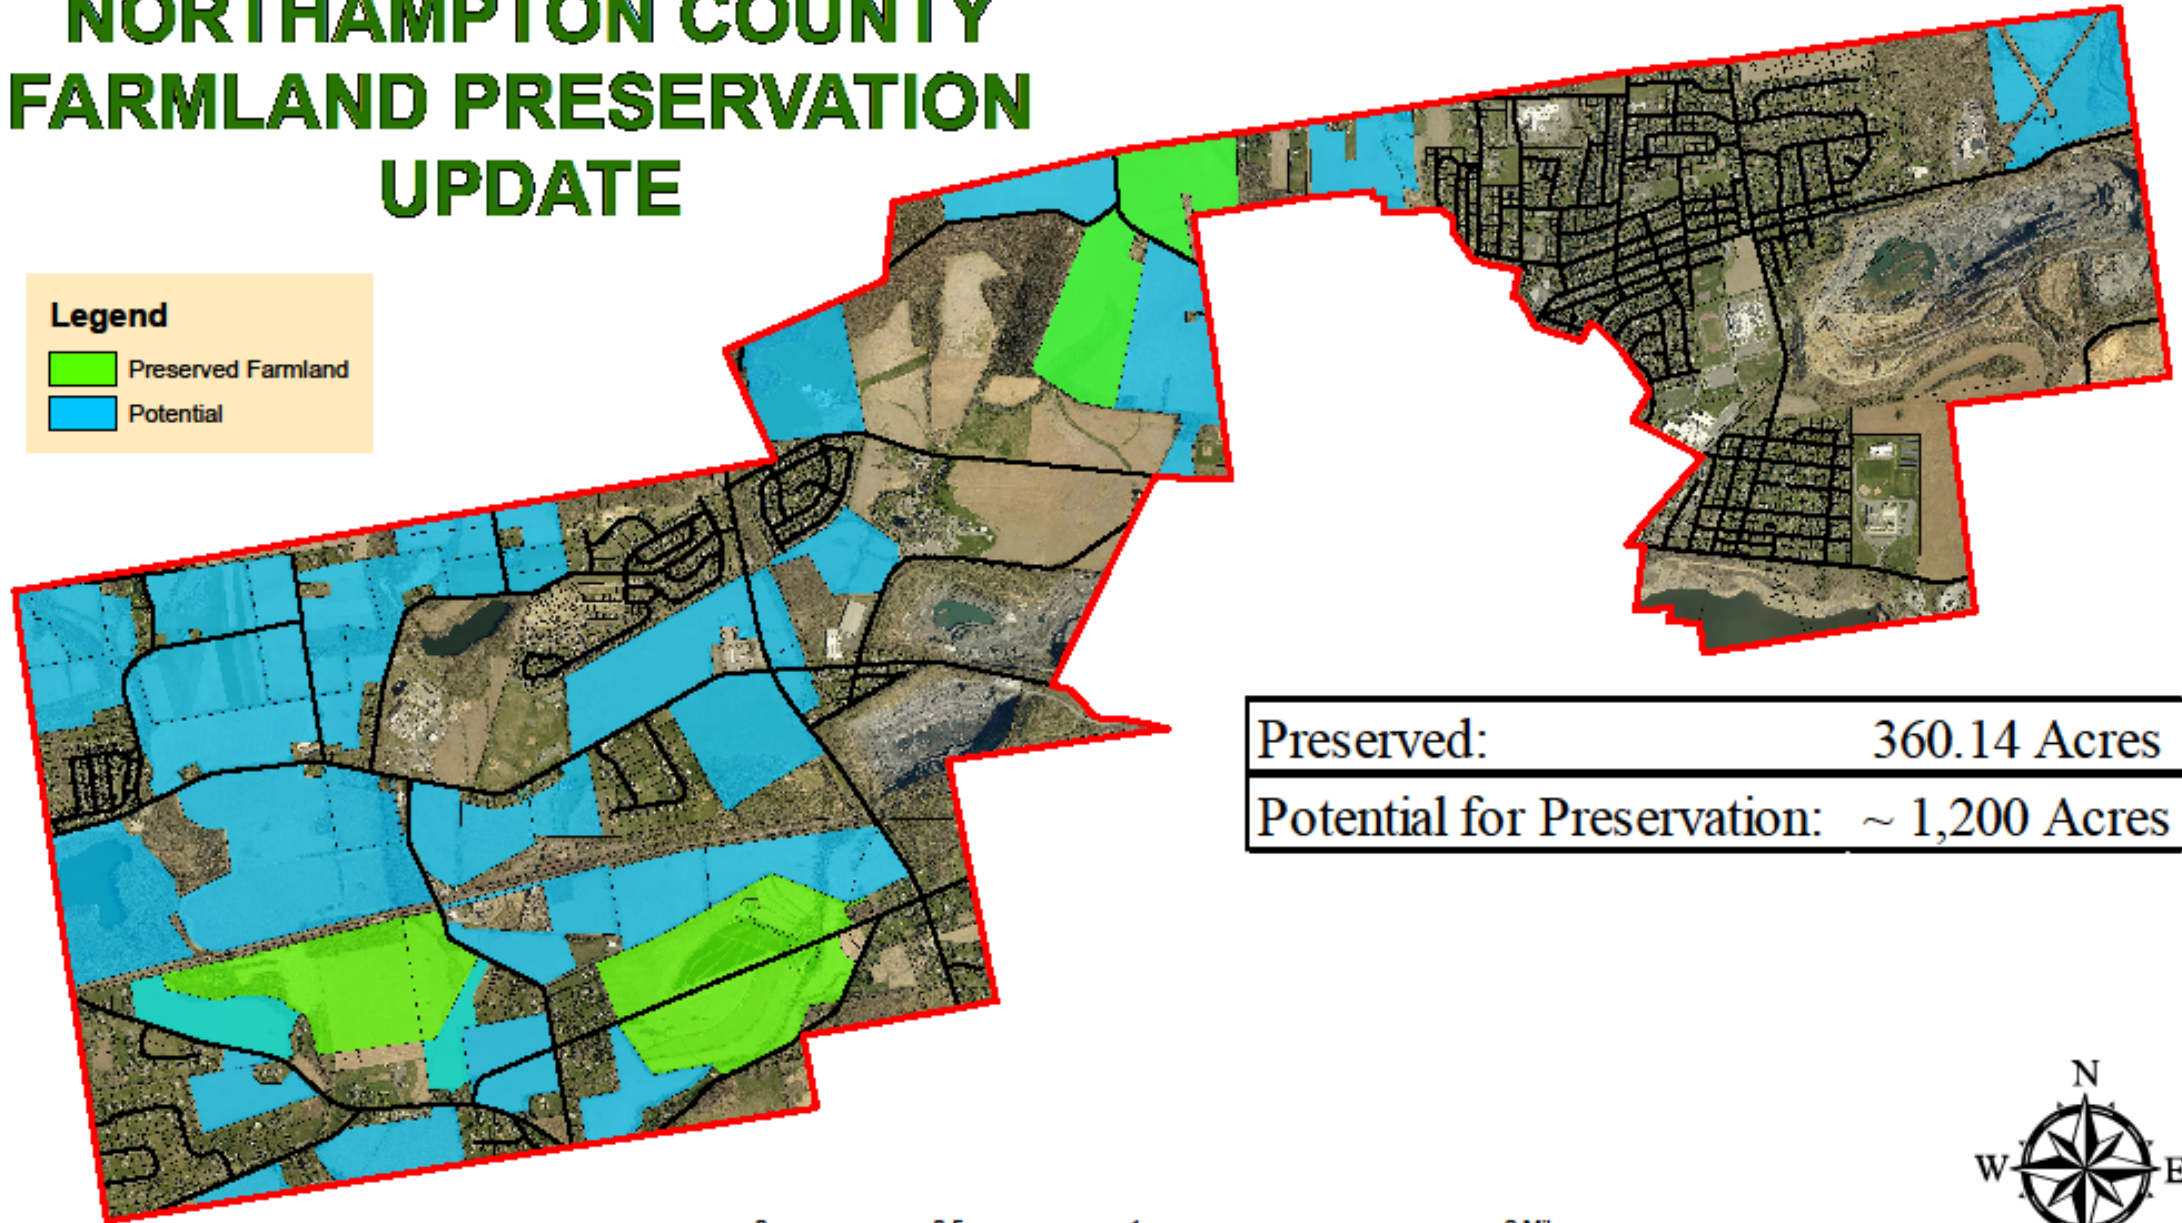 NORTHAMPTON COUNTY
FARMLAND PRESERVATION
UPDATE
Legend
Preserved Farmland
Potential
Preserved: 360.14 Acres
Potential for Preservation: ~ 1,200 Acres
N
W E